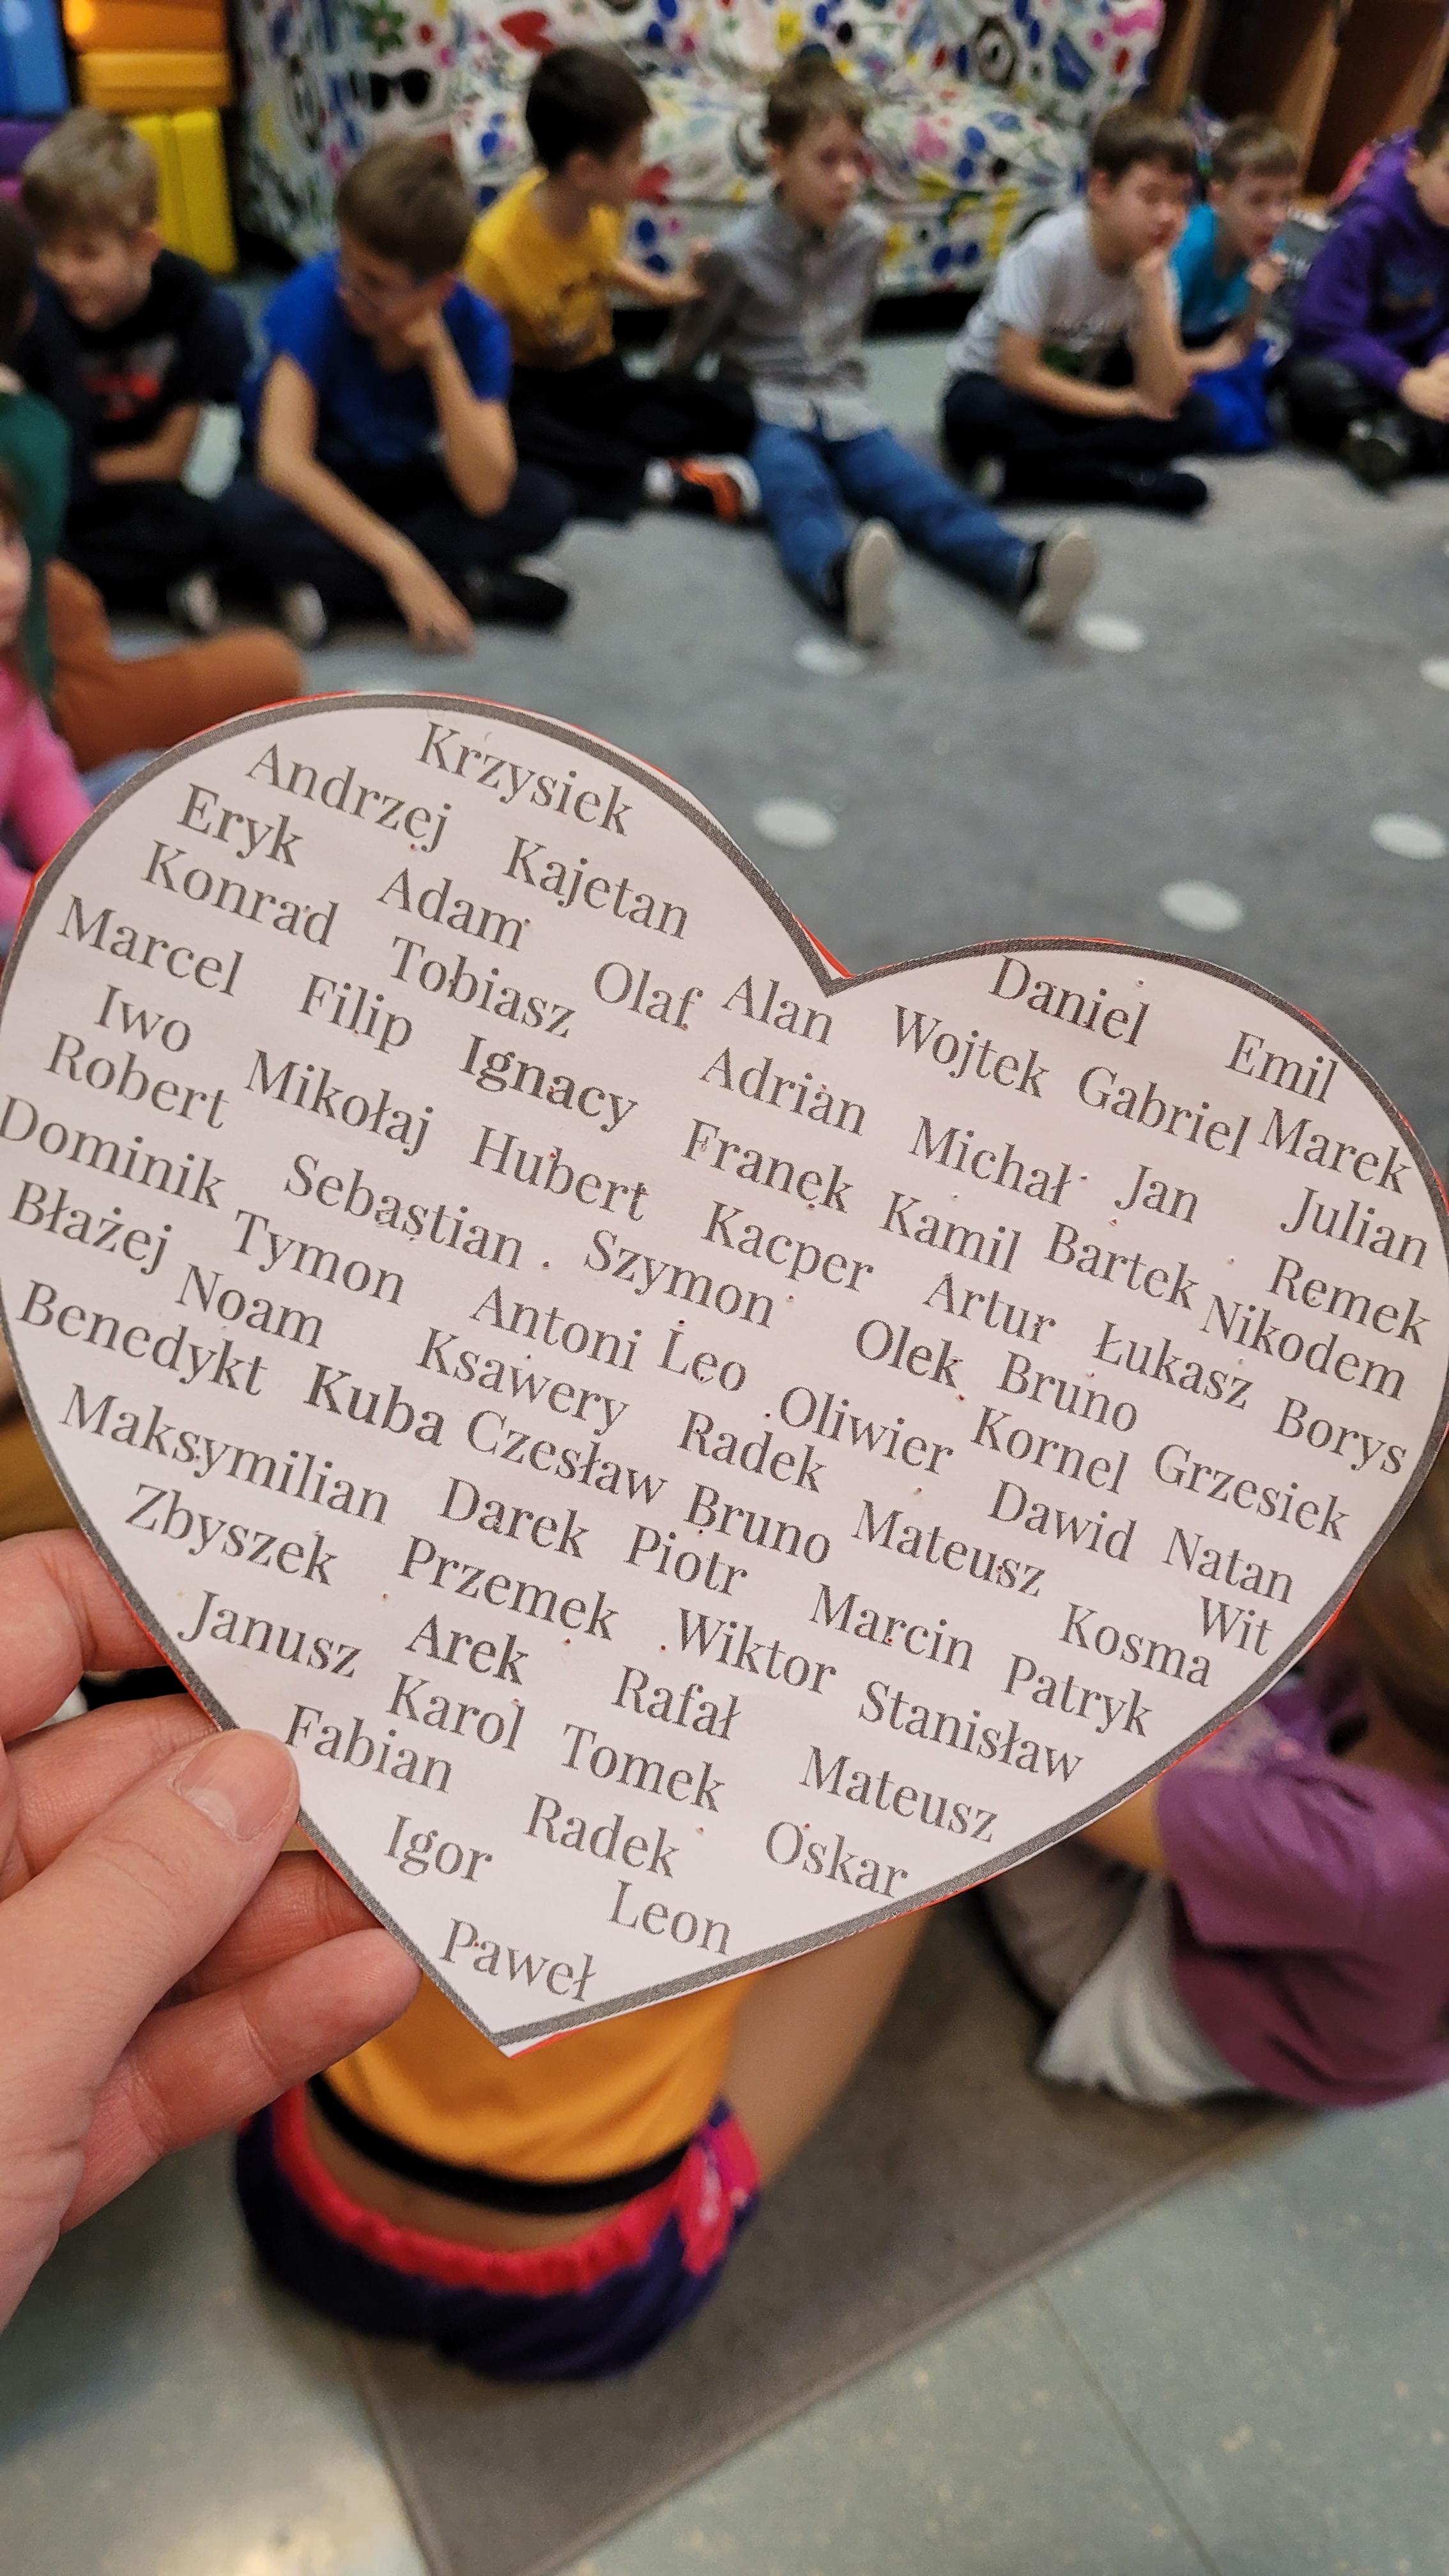 Krzysiek
Daniel Emil
Andrzej Kajetan
Eryk Adam Olaf Alan Wojtek Gabriel Marek
Konrad Tobiasz Adrian Michał Jan Julian
Marcel Filip Ignacy Franek Kamil Bartek Remek
Iwo Mikołaj Hubert Kacper Artur Łukasz Nikodem
Robert Sebastian Szymon Olek Bruno Borys
Dominik Tymon Antoni Leo Oliwier Kornel Grzesiek
Błażej Noam Ksawery Radek Dawid Natan
Benedykt Kuba Czesław Bruno Mateusz Wit
Maksymilian Darek Piotr Marcin Kosma
Zbyszek Przemek Wiktor Stanisław Patryk
Janusz Arek Rafał Mateusz
Karol Tomek Oskar
Fabian Radek
Igor Leon
Paweł